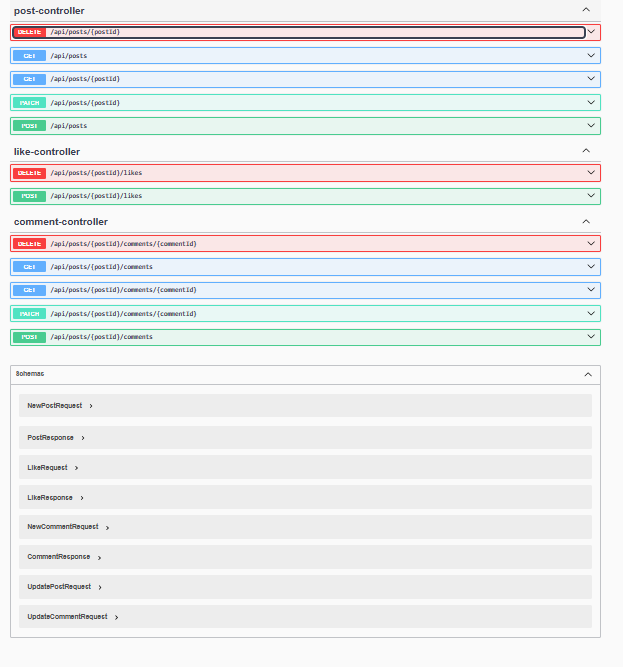 post-controller
DELETE /api/posts/{postId}
GET /api/posts
GET /api/posts/{postId}
PATCH /api/posts/{postId}
POST /api/posts
like-controller
DELETE /api/posts/{postId}/likes
POST /api/posts/{postId}/likes
comment-controller
DELETE /api/posts/{postId}/comments/{commentId}
GET /api/posts/{postId}/comments
GET /api/posts/{postId}/comments/{commentId}
PATCH /api/posts/{postId}/comments/{commentId}
POST /api/posts/{postId}/comments
Schemas
NewPostRequest
PostResponse
LikeRequest
LikeResponse
NewCommentRequest
CommentResponse
UpdatePostRequest
UpdateCommentRequest